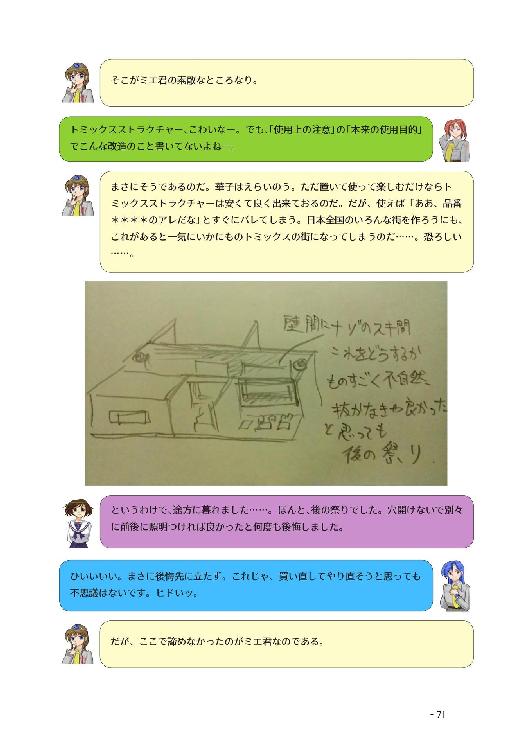 そこがミエ君の素敵なところなり。
トミックスストラクチャー、こわいなー。でも、「使用上の注意」の「本来の使用目的」
でこんな改造のこと書いてないよねー。
まさにそうであるのだ。華子はえらいのう。ただ置いて使って楽しむだけならト
ミックスストラクチャーは安くて良く出来ておるのだ。だが、使えば「ああ、品番
＊＊＊＊のアレだな」とすぐにバレてしまう。日本全国のいろんな街を作ろうにも、
これがあると一気にいかにものトミックスの街になってしまうのだ……。恐ろしい
……。
壁間にナゾのスキ間
これをどうするか
ものすごく不自然、
抜かなきゃ良かった
と思っても
後の祭り.
というわけで、途方に暮れました……。ほんと、後の祭りでした。穴開けないで別々
に前後に照明つければ良かったと何度も後悔しました。
ひいいいい。まさに後悔先に立たず。これじゃ、買い直してやり直そうと思っても
不思議はないです。ヒドいッ。
だが、ここで諦めなかったのがミエ君なのである。
- 71